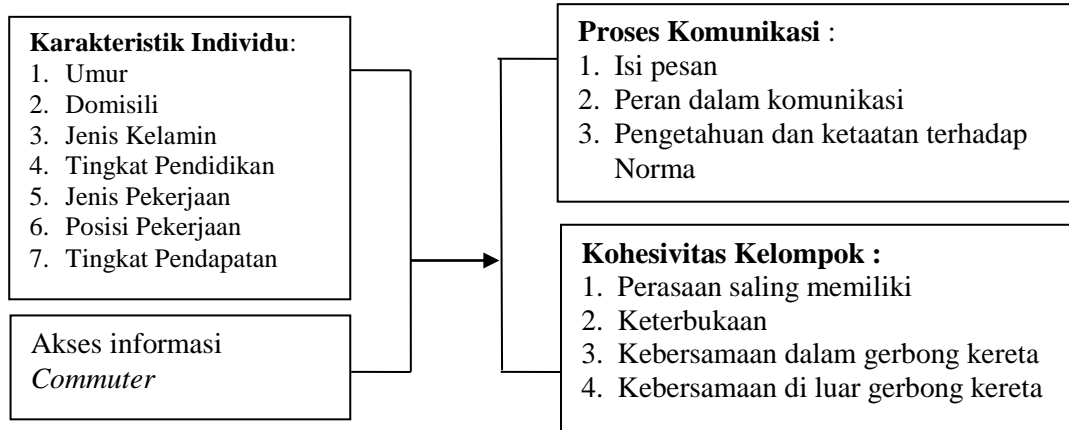 Karakteristik Individu:
1. Umur
2. Domisili
3. Jenis Kelamin
4. Tingkat Pendidikan
5. Jenis Pekerjaan
6. Posisi Pekerjaan
7. Tingkat Pendapatan
Akses informasi
Commuter
Proses Komunikasi :
1. Isi pesan
2. Peran dalam komunikasi
3. Pengetahuan dan ketaatan terhadap
Norma
Kohesivitas Kelompok :
1. Perasaan saling memiliki
2. Keterbukaan
3. Kebersamaan dalam gerbong kereta
4. Kebersamaan di luar gerbong kereta